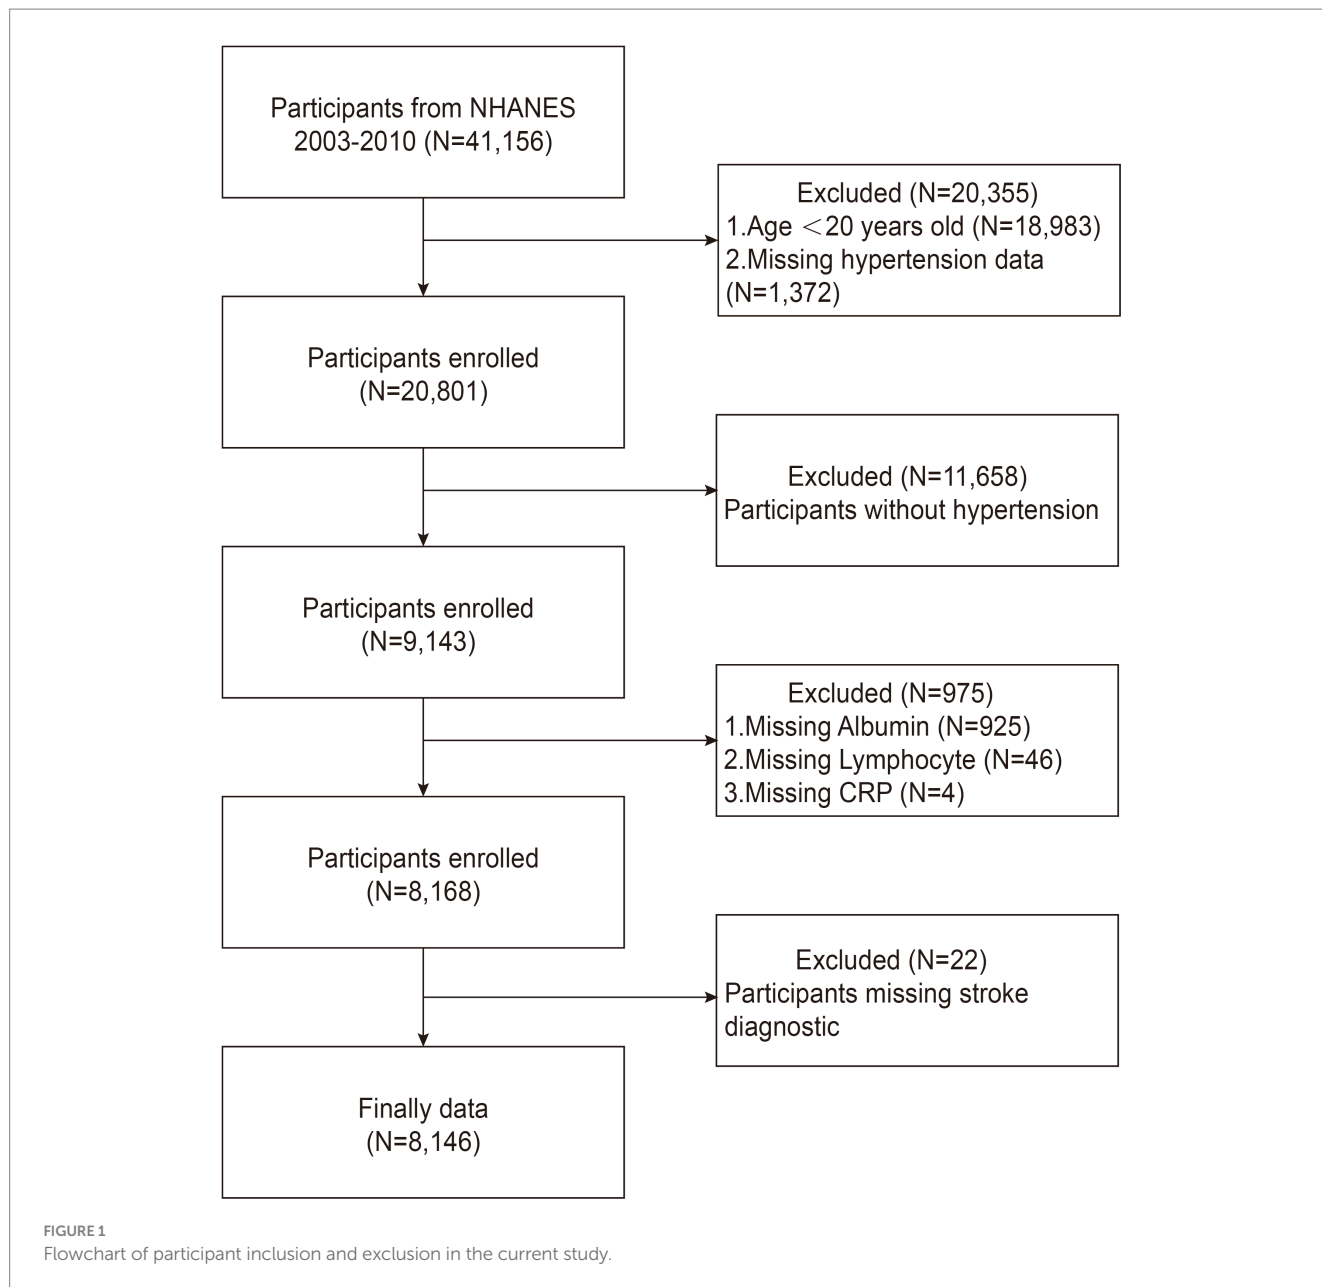 Participants from NHANES
2003-2010 (N=41,156)
Excluded (N=20,355)
1.Age <20 years old (N=18,983)
2.Missing hypertension data
(N=1,372)
Participants enrolled
(N=20,801)
Excluded (N=11,658)
Participants without hypertension
Participants enrolled
(N=9,143)
Excluded (N=975)
1.Missing Albumin (N=925)
2.Missing Lymphocyte (N=46)
3.Missing CRP (N=4)
Participants enrolled
(N=8,168)
Excluded (N=22)
Participants missing stroke
diagnostic
Finally data
(N=8,146)
FIGURE 1
Flowchart of participant inclusion and exclusion in the current study.